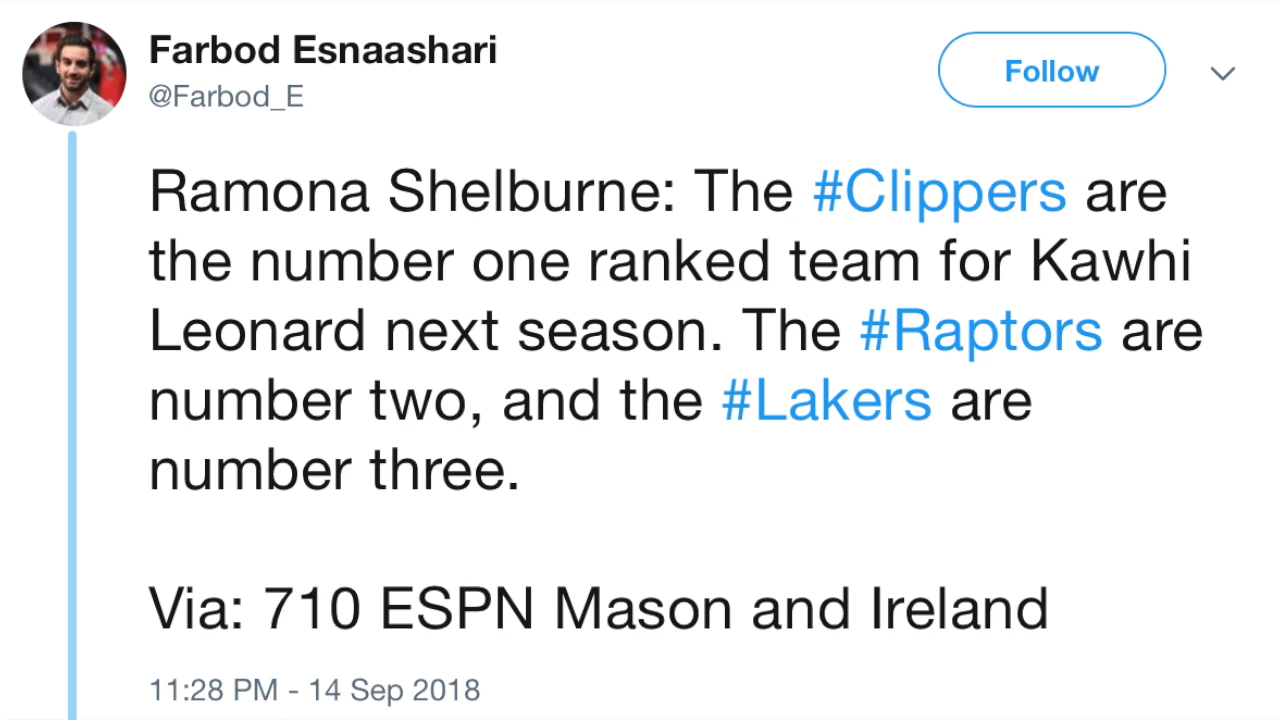 Farbod Esnaashari
@Farbod_E
Follow
Ramona Shelburne: The #Clippers are
the number one ranked team for Kawhi
Leonard next season. The #Raptors are
number two, and the #Lakers are
number three.
Via: 710 ESPN Mason and Ireland
11:28 PM - 14 Sep 2018